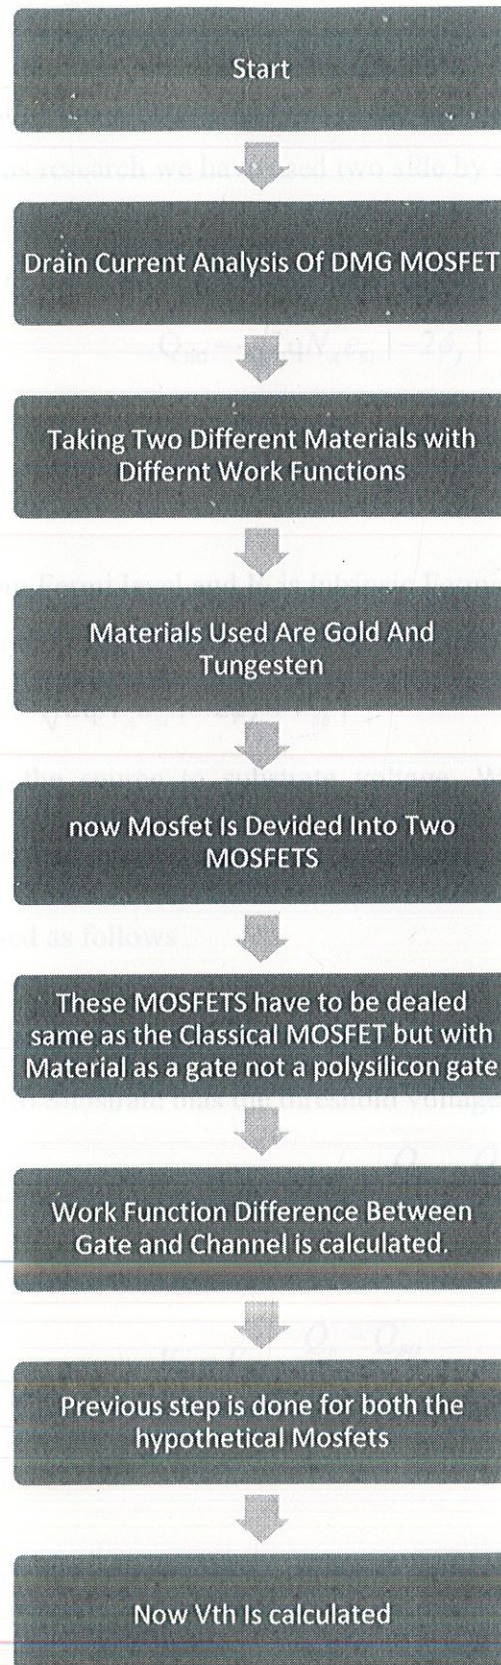 Start
Drain Current Analysis Of DMG MOSFET
Taking Two Different Materials with
Differnt Work Functions
Materials Used Are Gold And
Tungesten
now Mosfet Is Devided Into Two
MOSFETS
These MOSFETS have to be dealed
same as the Classical MOSFET but with
Material as a gate not a polysilicon gate
Work Function Difference Between
Gate and Channel is calculated.
Previous step is done for both the
hypothetical Mosfets
Now Vth Is calculated